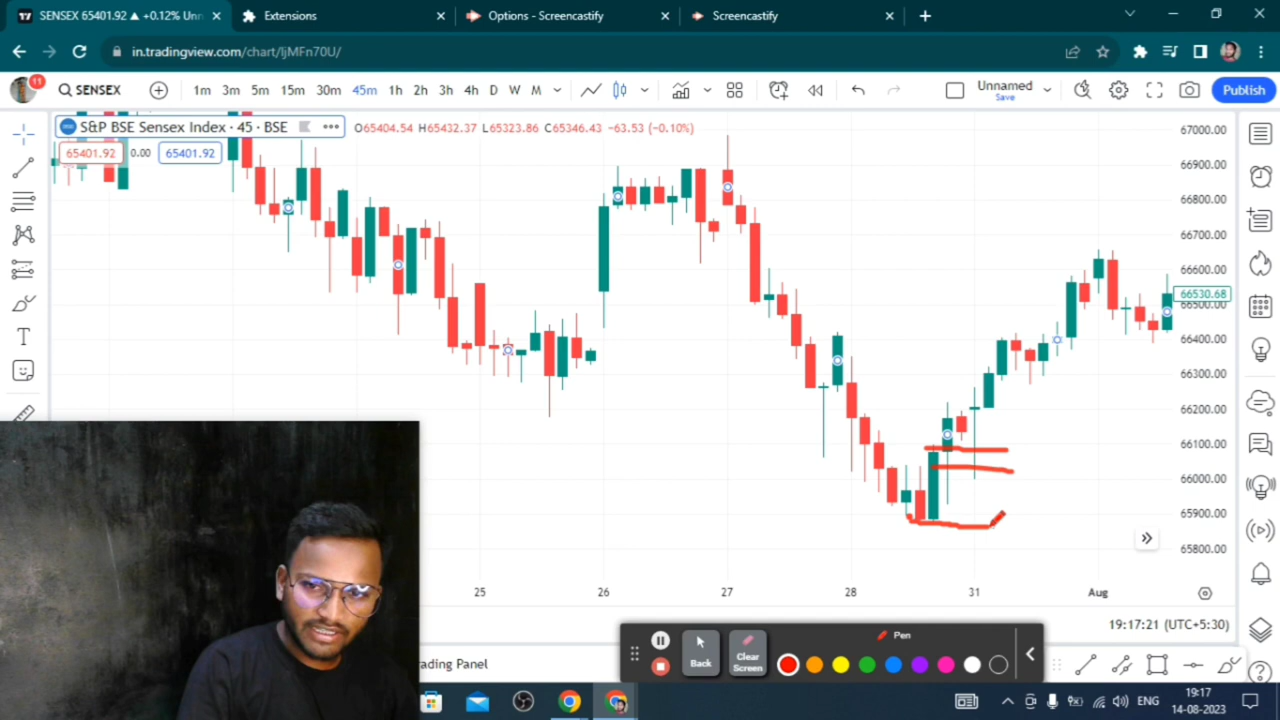 SENSEX 65401.92 ▲ +0.12% Unn
Extensions
Options - Screencastify
Screencastify
in.tradingview.com/chart/ljMFn70U/
11
SENSEX
1m 3m 5m 15m 30m 45m 1h 2h 3h 4h D W M
Unnamed
Save
Publish
S&P BSE Sensex Index · 45 · BSE
O65404.54 H65432.37 L65323.86 C65346.43 -63.53 (-0.10%)
65401.92 0.00 65401.92
67000.00
66900.00
66800.00
66700.00
66600.00
66530.68
66500.00
66400.00
66300.00
66200.00
66100.00
66000.00
65900.00
65800.00
25 26 27 28 31 Aug
19:17:21 (UTC+5:30)
Pen
Back
Clear
Screen
rading Panel
ENG
19:17
14-08-2023